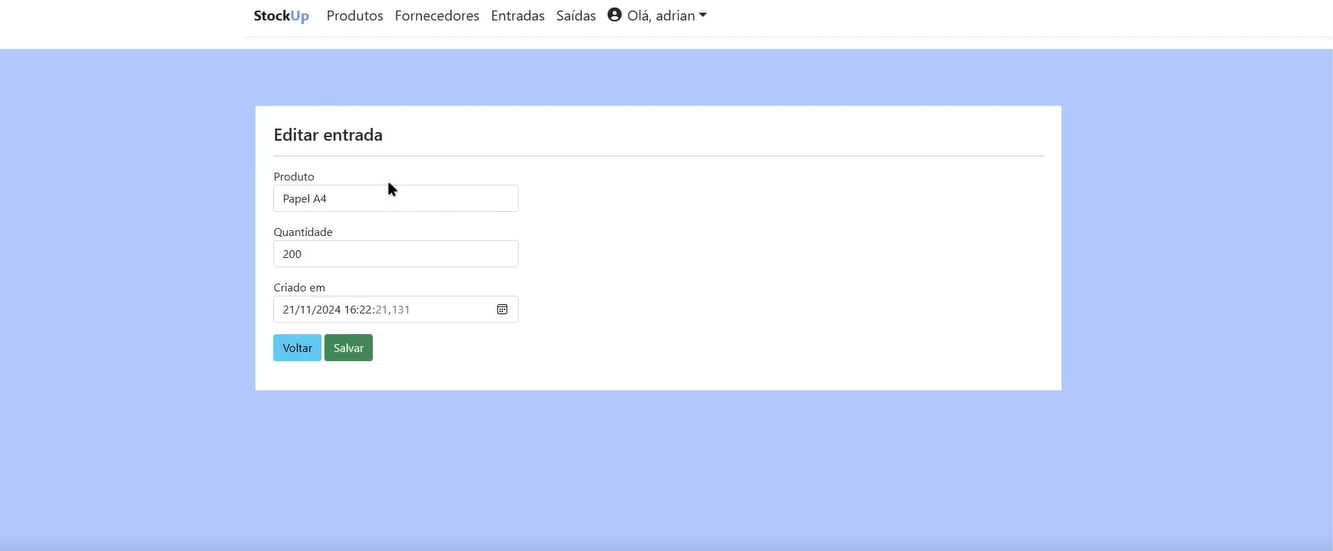 StockUp Produtos Fornecedores Entradas Saídas Olá, adrian
Editar entrada
Produto
Papel A4
Quantidade
200
Criado em
21/11/2024 16:22:21,131
Voltar Salvar